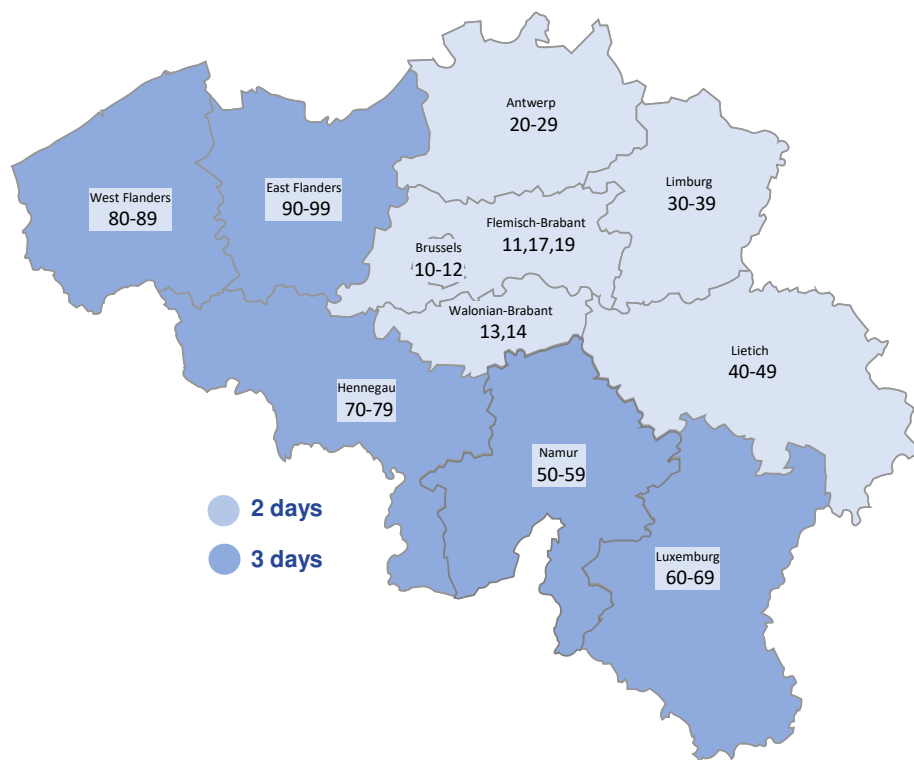 Antwerp
20-29
Limburg
30-39
West Flanders
80-89
East Flanders
90-99
Flemisch-Brabant
11,17,19
Brussels
10-12
Walonian-Brabant
13,14
Lietich
40-49
Hennegau
70-79
Namur
50-59
2 days
3 days
Luxemburg
60-69